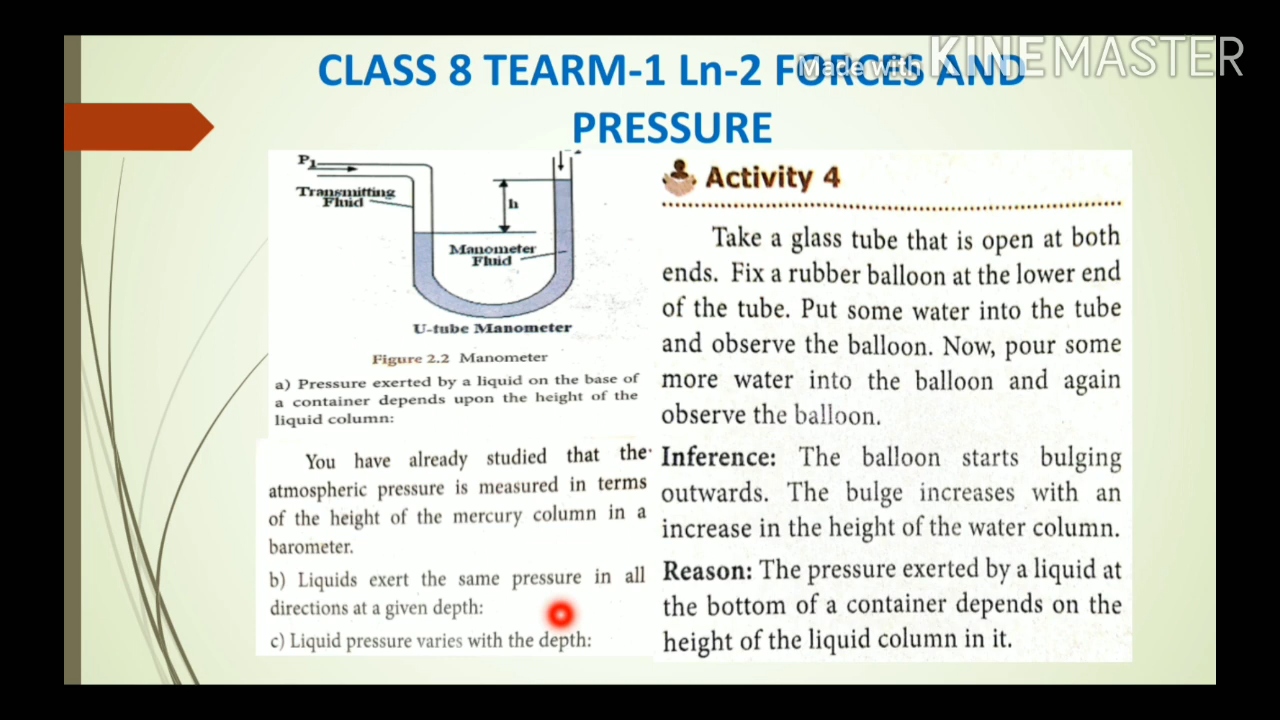 CLASS 8 TEARM-1 Ln-2 FORCES AND
PRESSURE
Made with KINEMASTER
P1
Transmitting
Fluid
h
Manometer
Fluid
U-tube Manometer
Figure 2.2 Manometer
a) Pressure exerted by a liquid on the base of
a container depends upon the height of the
liquid column:
You have already studied that the
atmospheric pressure is measured in terms
of the height of the mercury column in a
barometer.
b) Liquids exert the same pressure in all
directions at a given depth:
c) Liquid pressure varies with the depth:
Activity 4
Take a glass tube that is open at both
ends. Fix a rubber balloon at the lower end
of the tube. Put some water into the tube
and observe the balloon. Now, pour some
more water into the balloon and again
observe the balloon.
Inference: The balloon starts bulging
outwards. The bulge increases with an
increase in the height of the water column.
Reason: The pressure exerted by a liquid at
the bottom of a container depends on the
height of the liquid column in it.